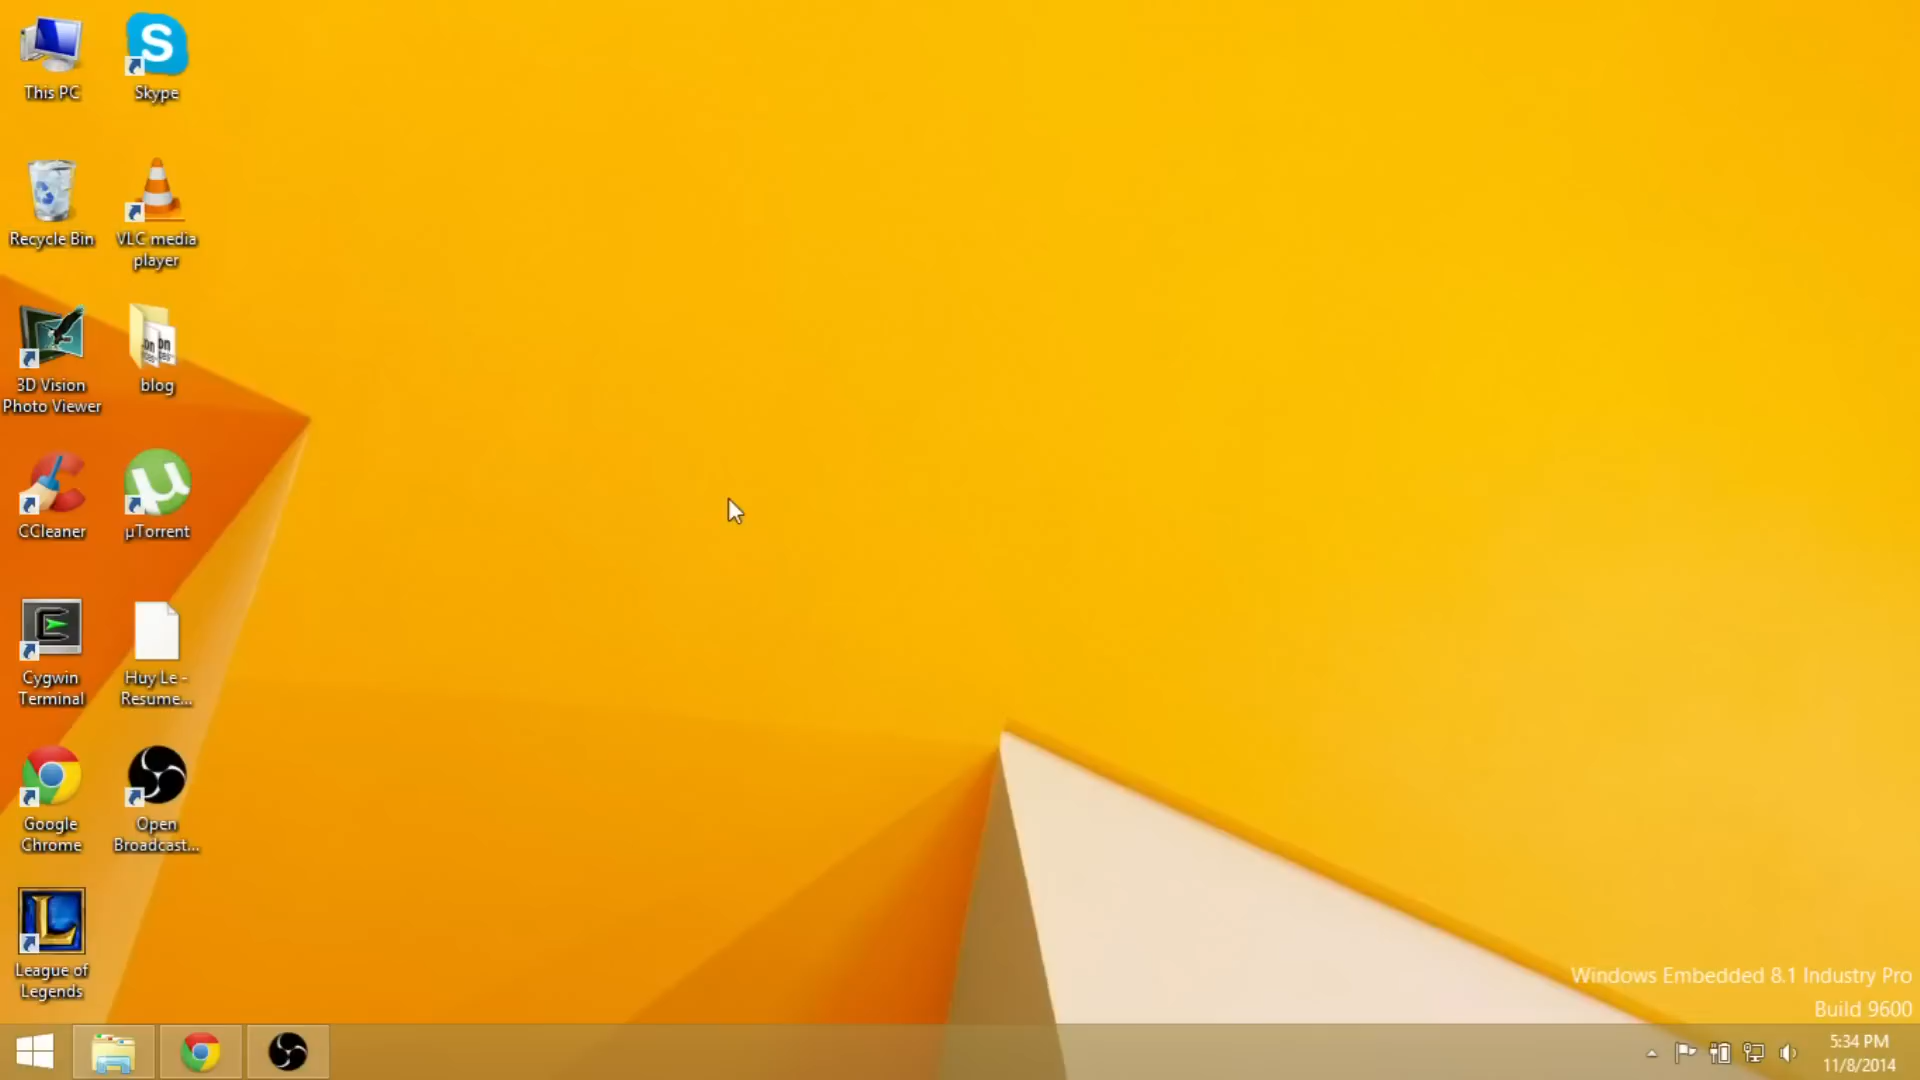 This PC
Skype
Recycle Bin
VLC media
player
3D Vision
Photo Viewer
blog
CCleaner
µTorrent
Cygwin
Terminal
Huy Le -
Resume...
Google
Chrome
Open
Broadcast...
League of
Legends
Windows Embedded 8.1 Industry Pro
Build 9600
5:34 PM
11/8/2014